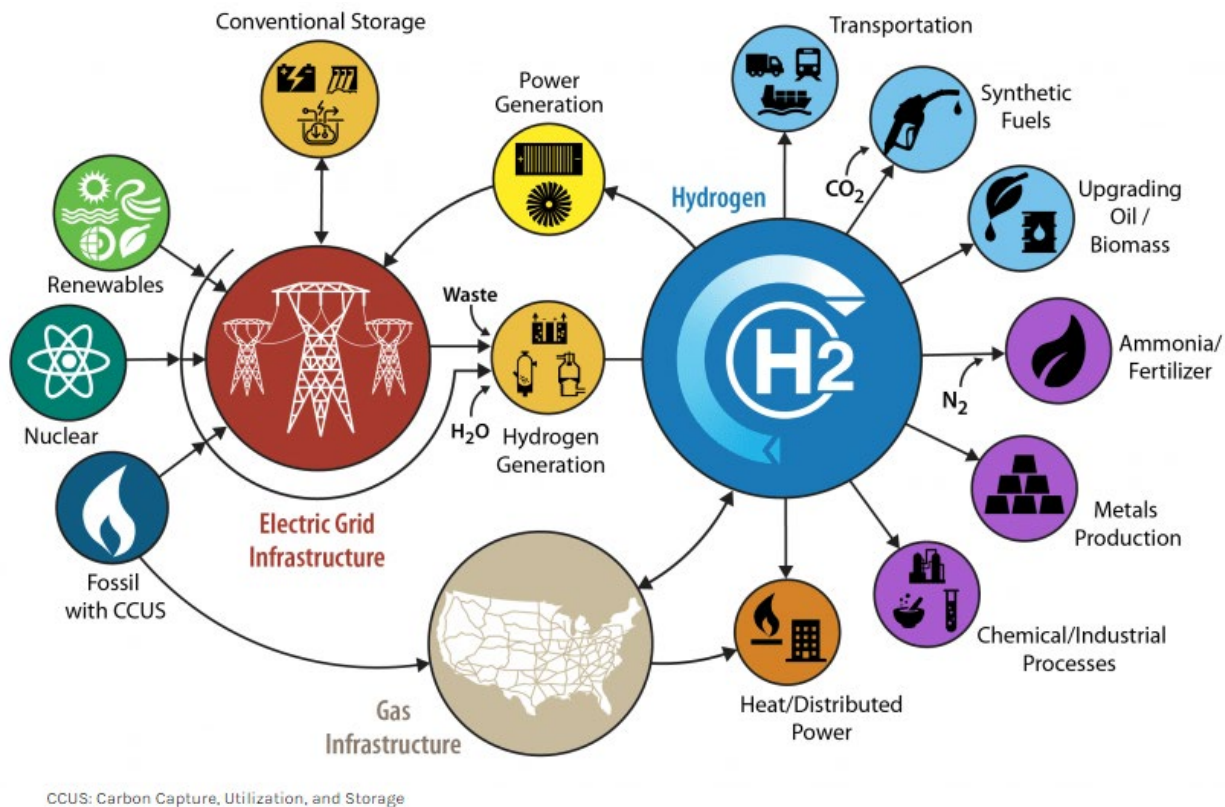 Conventional Storage
Transportation
Power
Generation
Synthetic
Fuels
CO2
Hydrogen
Upgrading
Oil /
Biomass
Renewables
Waste
H2
Ammonia/
Fertilizer
N2
Nuclear
H2O
Hydrogen
Generation
Electric Grid
Infrastructure
Metals
Production
Fossil
with CCUS
Chemical/Industrial
Processes
Gas
Infrastructure
Heat/Distributed
Power
CCUS: Carbon Capture, Utilization, and Storage